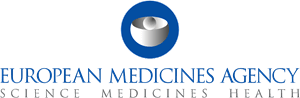 EUROPEAN MEDICINES AGENCY
SCIENCE MEDICINES HEALTH